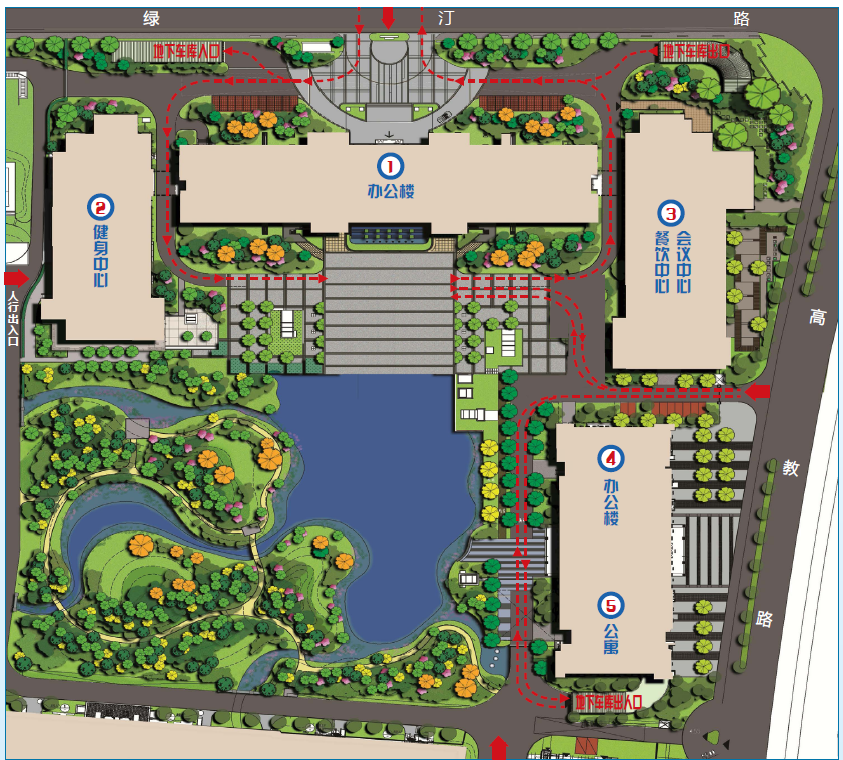 绿 汀 路
地下车库入口
地下车库出口
1
办公楼
2
健身中心
3
会议中心
餐饮中心
人行出入口
高 教 路
4
办公楼
5
公寓
地下车库出入口